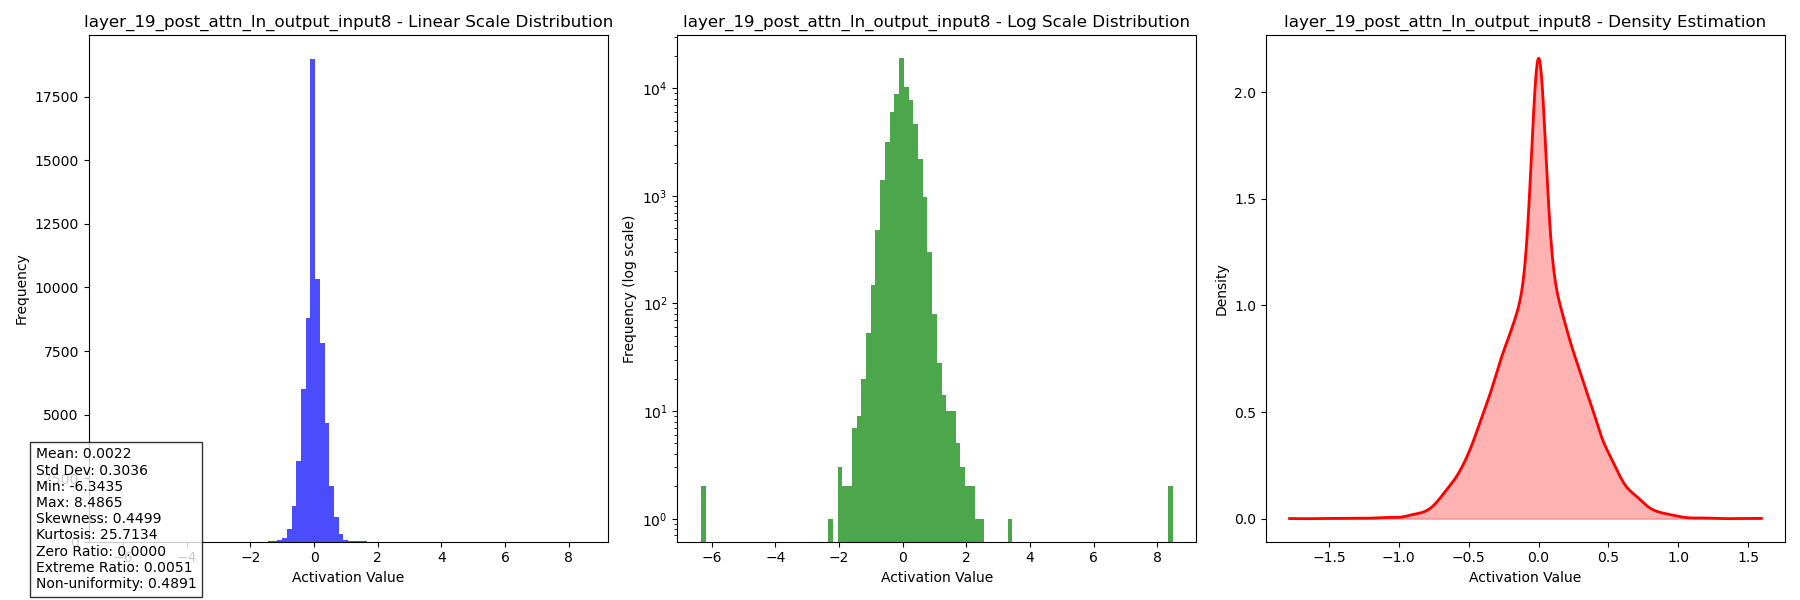 layer_19_post_attn_ln_output_input8 - Linear Scale Distribution
17500
15000
12500
10000
7500
5000
Frequency
−2
0
2
4
6
8
Activation Value
Mean: 0.0022
Std Dev: 0.3036
Min: -6.3435
Max: 8.4865
Skewness: 0.4499
Kurtosis: 25.7134
Zero Ratio: 0.0000
Extreme Ratio: 0.0051
Non-uniformity: 0.4891
layer_19_post_attn_ln_output_input8 - Log Scale Distribution
10⁴
10³
10²
10¹
10⁰
Frequency (log scale)
−6
−4
−2
0
2
4
6
8
Activation Value
layer_19_post_attn_ln_output_input8 - Density Estimation
2.0
1.5
1.0
0.5
0.0
Density
−1.5
−1.0
−0.5
0.0
0.5
1.0
1.5
Activation Value